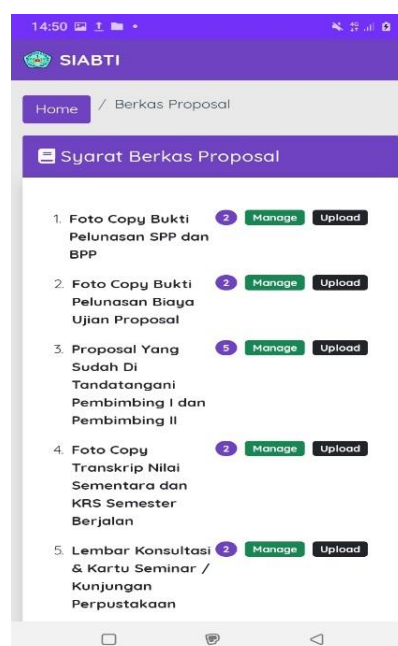 14:50
SIABTI
Home / Berkas Proposal
Syarat Berkas Proposal
1. Foto Copy Bukti 2 Manage Upload
Pelunasan SPP dan
BPP
2. Foto Copy Bukti 2 Manage Upload
Pelunasan Biaya
Ujian Proposal
3. Proposal Yang 5 Manage Upload
Sudah Di
Tandatangani
Pembimbing I dan
Pembimbing II
4. Foto Copy 2 Manage Upload
Transkrip Nilai
Sementara dan
KRS Semester
Berjalan
5. Lembar Konsultasi 2 Manage Upload
& Kartu Seminar /
Kunjungan
Perpustakaan